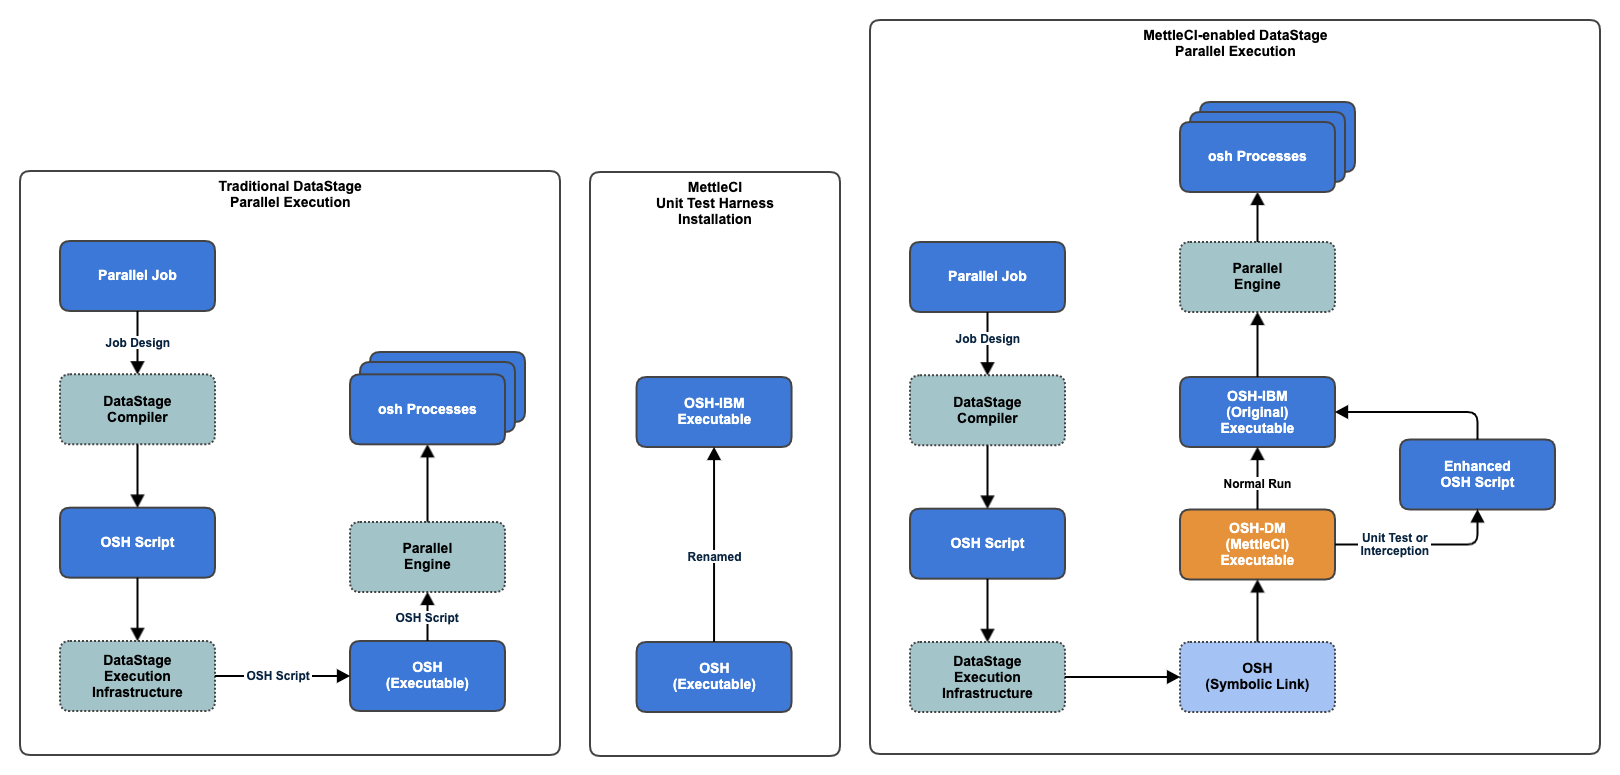 Traditional DataStage
Parallel Execution
Parallel Job
Job Design
DataStage
Compiler
OSH Script
DataStage
Execution
Infrastructure
OSH Script
OSH
(Executable)
OSH Script
Parallel
Engine
osh Processes
MettleCI
Unit Test Harness
Installation
OSH-IBM
Executable
Renamed
OSH
(Executable)
MettleCI-enabled DataStage
Parallel Execution
Parallel Job
Job Design
DataStage
Compiler
OSH Script
DataStage
Execution
Infrastructure
OSH
(Symbolic Link)
OSH-DM
(MettleCI)
Executable
Unit Test or
Interception
Enhanced
OSH Script
Normal Run
OSH-IBM
(Original)
Executable
Parallel
Engine
osh Processes